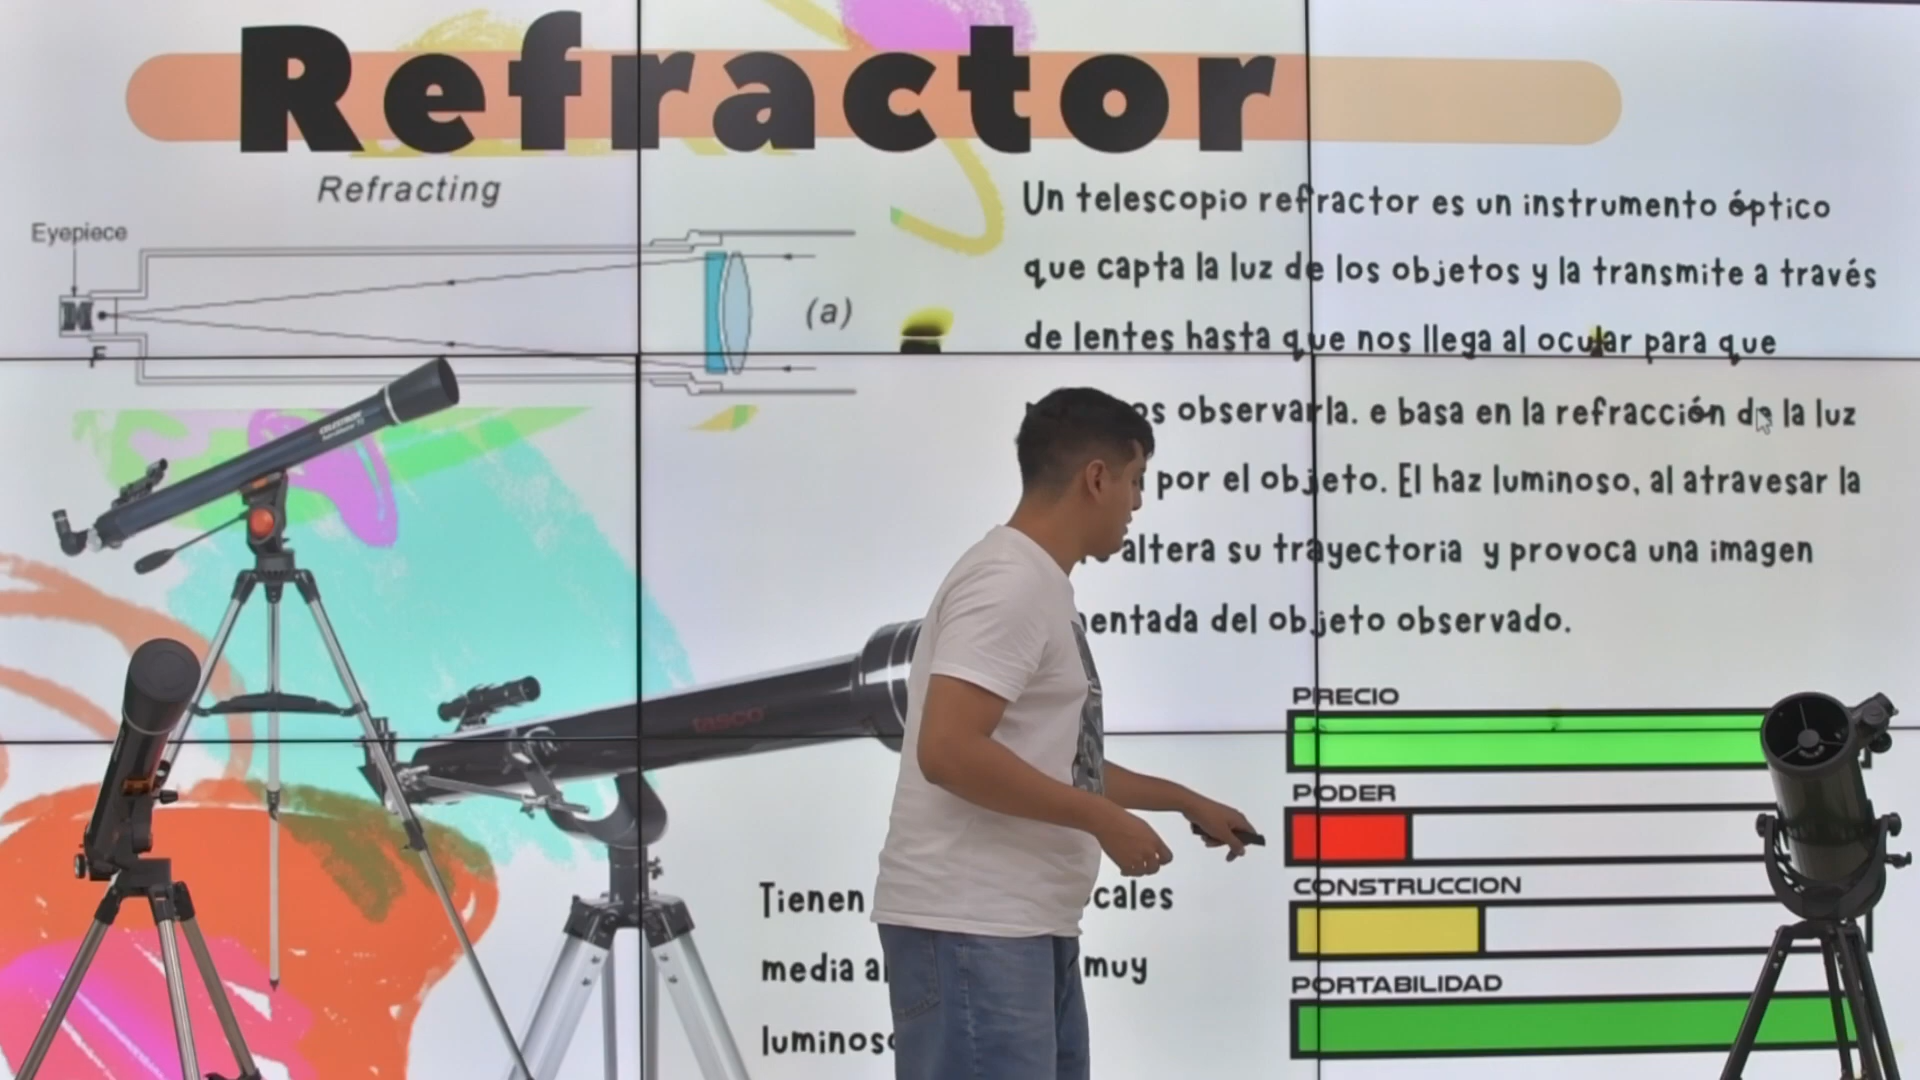 Refractor
Refracting
Eyepiece
(a)
F
CELESTRON
tasco
Un telescopio refractor es un instrumento óptico
que capta la luz de los objetos y la transmite a través
de lentes hasta que nos llega al ocular para que
os observarla. e basa en la refracción de la luz
por el objeto. El haz luminoso, al atravesar la
altera su trayectoria y provoca una imagen
mentada del objeto observado.
PRECIO
PODER
CONSTRUCCION
PORTABILIDAD
Tienen cales
media a muy
luminos